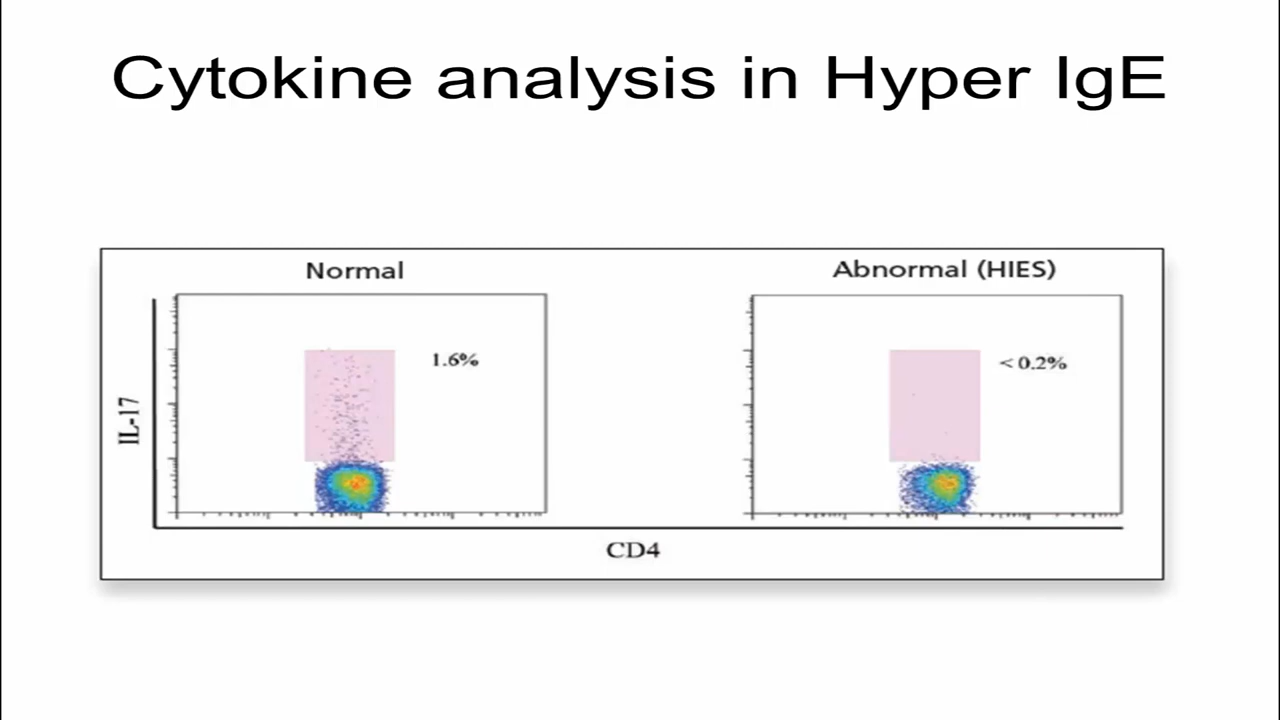 Cytokine analysis in Hyper IgE
Normal
Abnormal (HIES)
1.6%
< 0.2%
IL-17
CD4